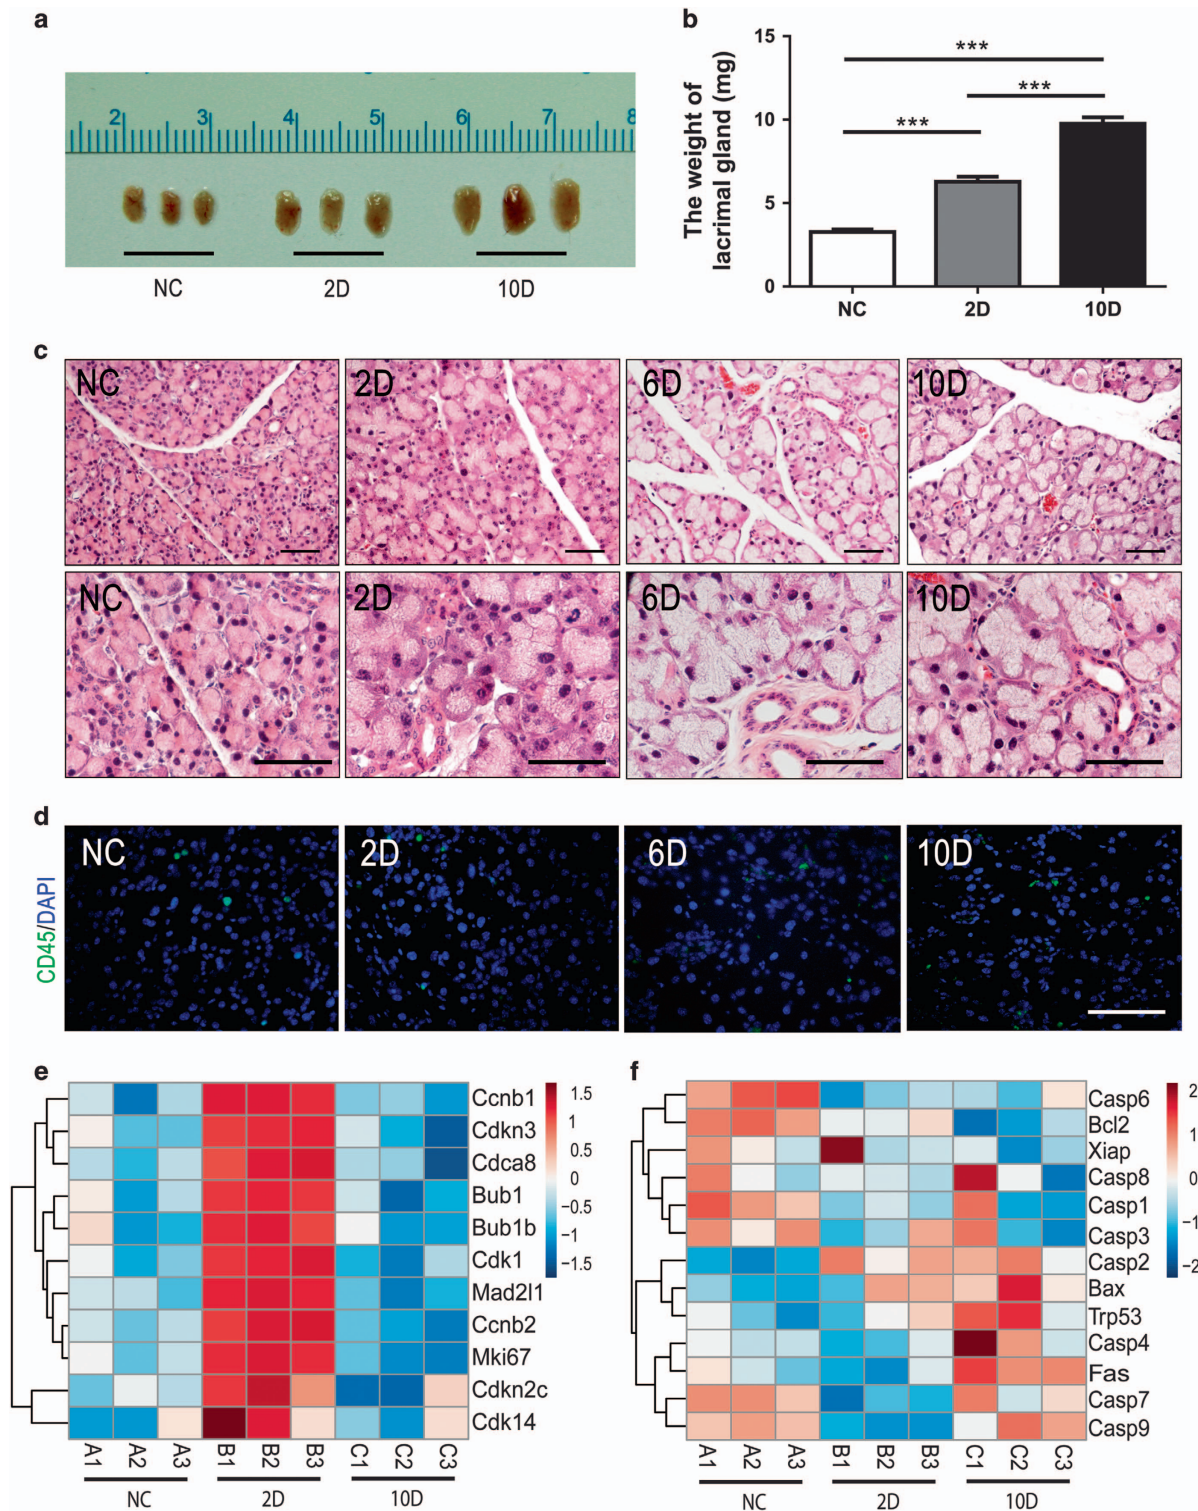 a
2 3 4 5 6 7 8
NC 2D 10D
b
The weight of
lacrimal gland (mg)
15
10
5
0
***
***
***
NC 2D 10D
c
NC 2D 6D 10D
NC 2D 6D 10D
d
CD45/DAPI
NC 2D 6D 10D
e
Ccnb1
Cdkn3
Cdca8
Bub1
Bub1b
Cdk1
Mad2l1
Ccnb2
Mki67
Cdkn2c
Cdk14
1.5
1
0.5
0
−0.5
−1
−1.5
A1 A2 A3 B1 B2 B3 C1 C2 C3
NC 2D 10D
f
Casp6
Bcl2
Xiap
Casp8
Casp1
Casp3
Casp2
Bax
Trp53
Casp4
Fas
Casp7
Casp9
2
1
0
−1
−2
A1 A2 A3 B1 B2 B3 C1 C2 C3
NC 2D 10D